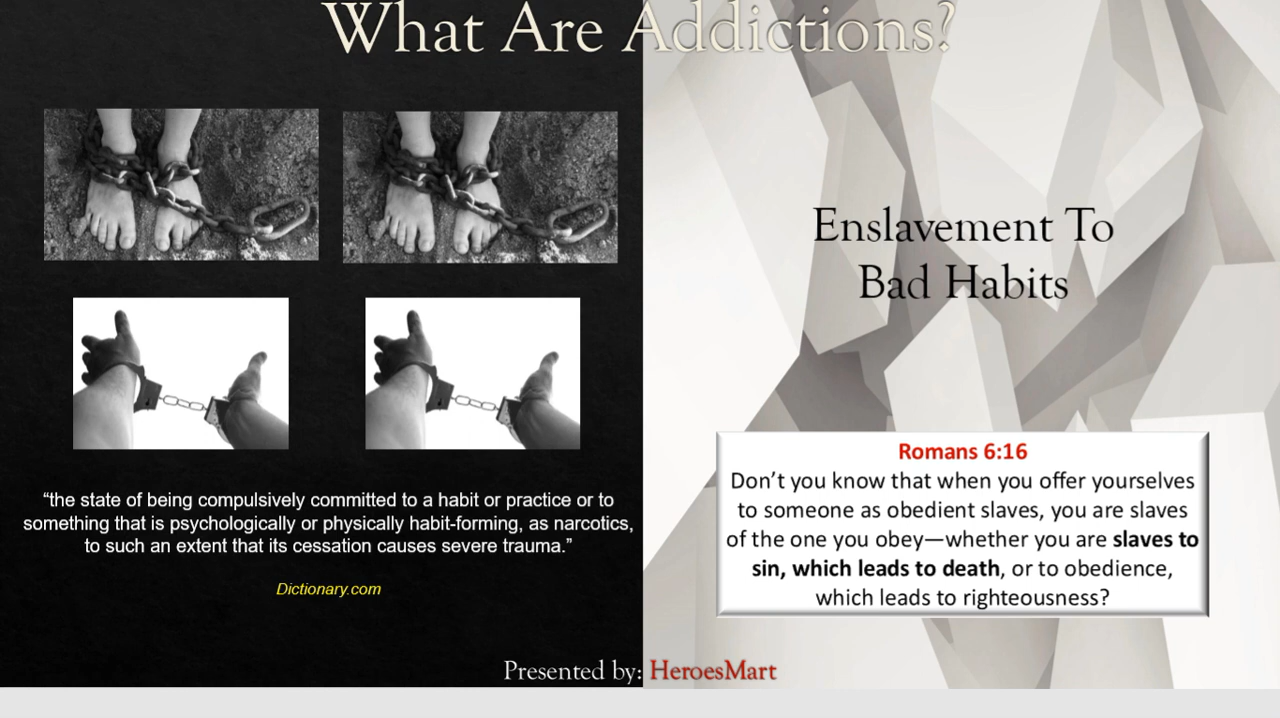 What Are Addictions?
“the state of being compulsively committed to a habit or practice or to
something that is psychologically or physically habit-forming, as narcotics,
to such an extent that its cessation causes severe trauma.”
Dictionary.com
Enslavement To
Bad Habits
Romans 6:16
Don’t you know that when you offer yourselves
to someone as obedient slaves, you are slaves
of the one you obey—whether you are slaves to
sin, which leads to death, or to obedience,
which leads to righteousness?
Presented by: HeroesMart